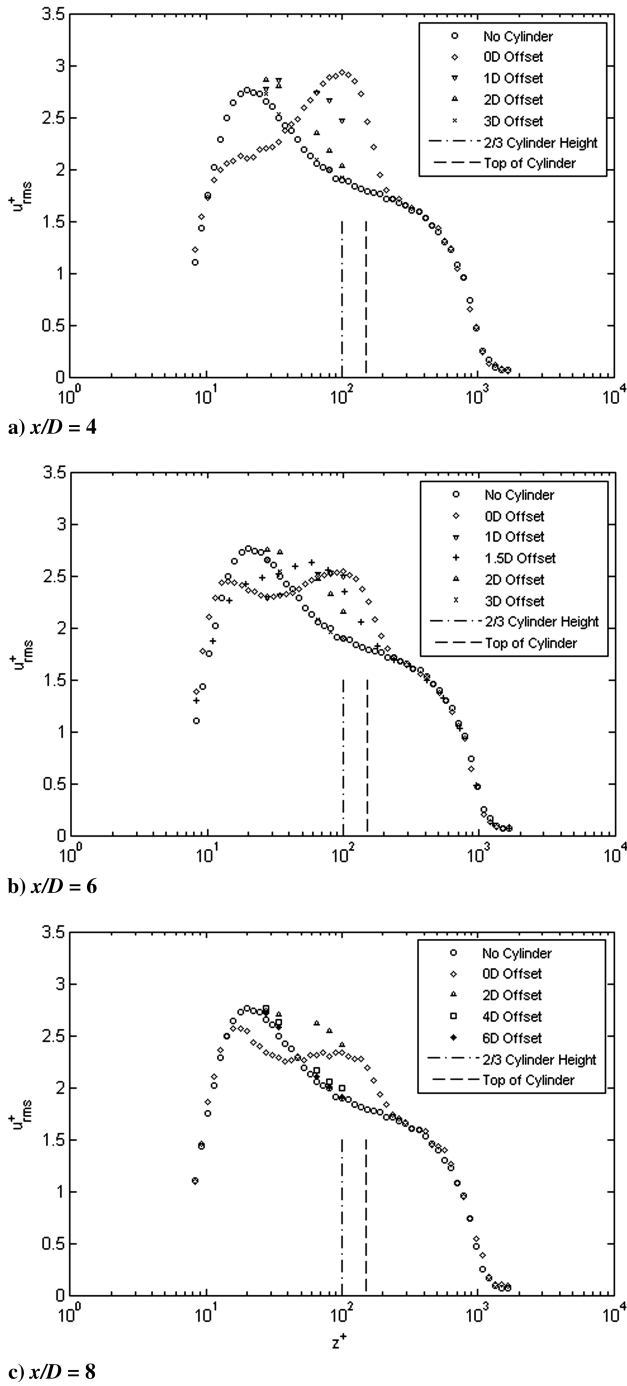 3.5
3
2.5
2
1.5
1
0.5
0
u+rms
10^0
10^1
10^2
10^3
10^4
No Cylinder
0D Offset
1D Offset
2D Offset
3D Offset
2/3 Cylinder Height
Top of Cylinder
a) x/D = 4
3.5
3
2.5
2
1.5
1
0.5
0
u+rms
10^0
10^1
10^2
10^3
10^4
No Cylinder
0D Offset
1D Offset
1.5D Offset
2D Offset
3D Offset
2/3 Cylinder Height
Top of Cylinder
b) x/D = 6
3.5
3
2.5
2
1.5
1
0.5
0
u+rms
10^0
10^1
10^2
10^3
10^4
z+
No Cylinder
0D Offset
2D Offset
4D Offset
6D Offset
2/3 Cylinder Height
Top of Cylinder
c) x/D = 8